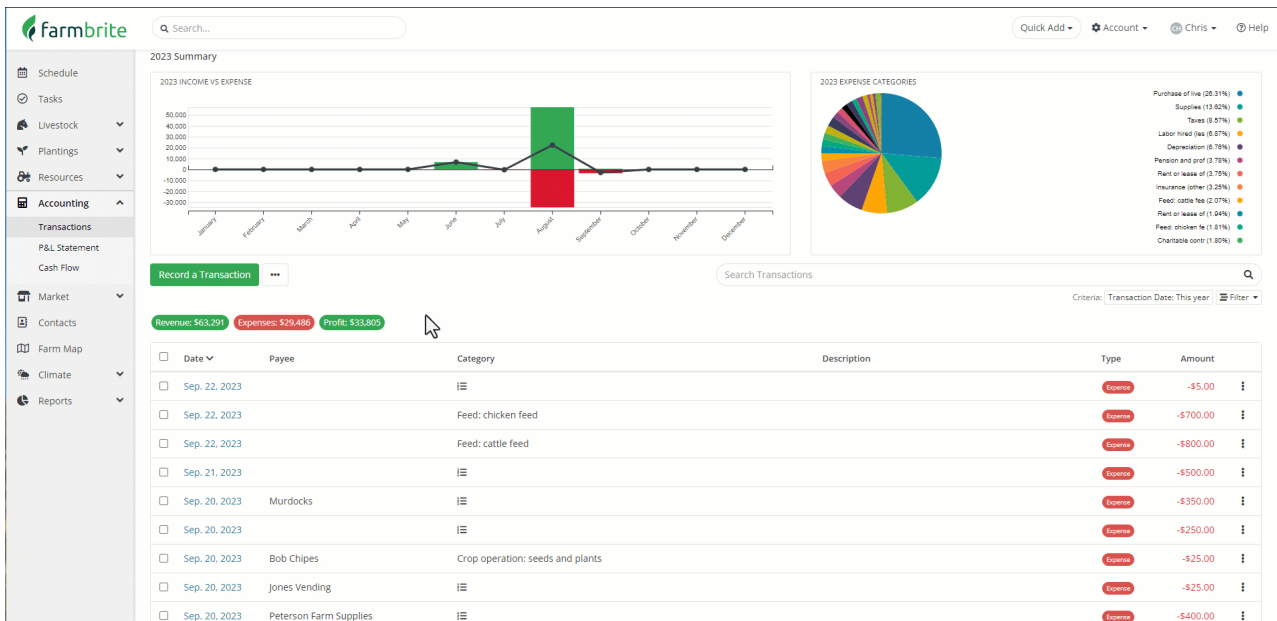 farmbrite
Search...
Quick Add
Account
CH
Chris
Help
Schedule
Tasks
Livestock
Plantings
Resources
Accounting
Transactions
P&L Statement
Cash Flow
Market
Contacts
Farm Map
Climate
Reports
2023 Summary
2023 INCOME VS EXPENSE
50,000
40,000
30,000
20,000
10,000
0
-10,000
-20,000
-30,000
January
February
March
April
May
June
July
August
September
October
November
December
2023 EXPENSE CATEGORIES
Purchase of live (26.31%)
Supplies (13.62%)
Taxes (8.57%)
Labor hired (les (6.87%)
Depreciation (6.76%)
Pension and prof (3.78%)
Rent or lease of (3.75%)
Insurance (other (3.25%)
Feed: cattle fee (2.07%)
Rent or lease of (1.94%)
Feed: chicken fe (1.81%)
Charitable contr (1.80%)
Record a Transaction
Search Transactions
Criteria: Transaction Date: This year Filter
Revenue: $63,291 Expenses: $29,486 Profit: $33,805
Date Payee Category Description Type Amount
Sep. 22, 2023 Expense -$5.00
Sep. 22, 2023 Feed: chicken feed Expense -$700.00
Sep. 22, 2023 Feed: cattle feed Expense -$800.00
Sep. 21, 2023 Expense -$500.00
Sep. 20, 2023 Murdocks Expense -$350.00
Sep. 20, 2023 Expense -$250.00
Sep. 20, 2023 Bob Chipes Crop operation: seeds and plants Expense -$25.00
Sep. 20, 2023 Jones Vending Expense -$25.00
Sep. 20, 2023 Peterson Farm Supplies Expense -$400.00